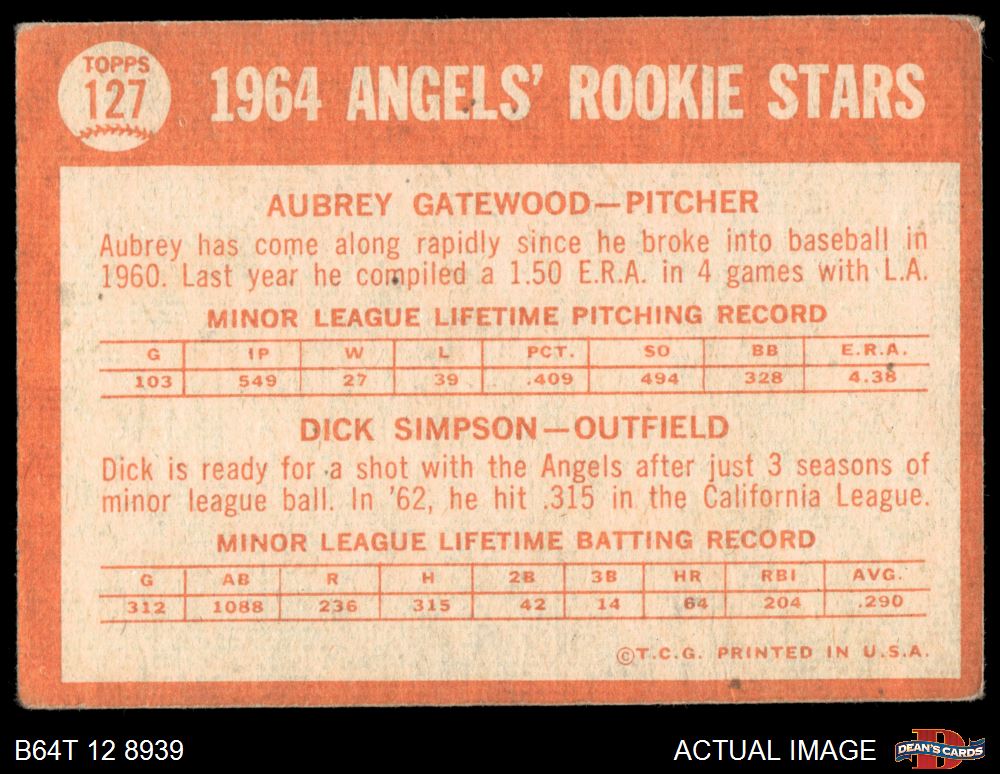 TOPPS
127
1964 ANGELS' ROOKIE STARS
AUBREY GATEWOOD—PITCHER
Aubrey has come along rapidly since he broke into baseball in
1960. Last year he compiled a 1.50 E.R.A. in 4 games with L.A.
MINOR LEAGUE LIFETIME PITCHING RECORD
G IP W L PCT. SO BB E.R.A.
103 549 27 39 .409 494 328 4.38
DICK SIMPSON—OUTFIELD
Dick is ready for a shot with the Angels after just 3 seasons of
minor league ball. In '62, he hit .315 in the California League.
MINOR LEAGUE LIFETIME BATTING RECORD
G AB R H 2B 3B HR RBI AVG.
312 1088 236 315 42 14 64 204 .290
©T.C.G. PRINTED IN U.S.A.
B64T 12 8939
ACTUAL IMAGE
D
DEAN'S CARDS